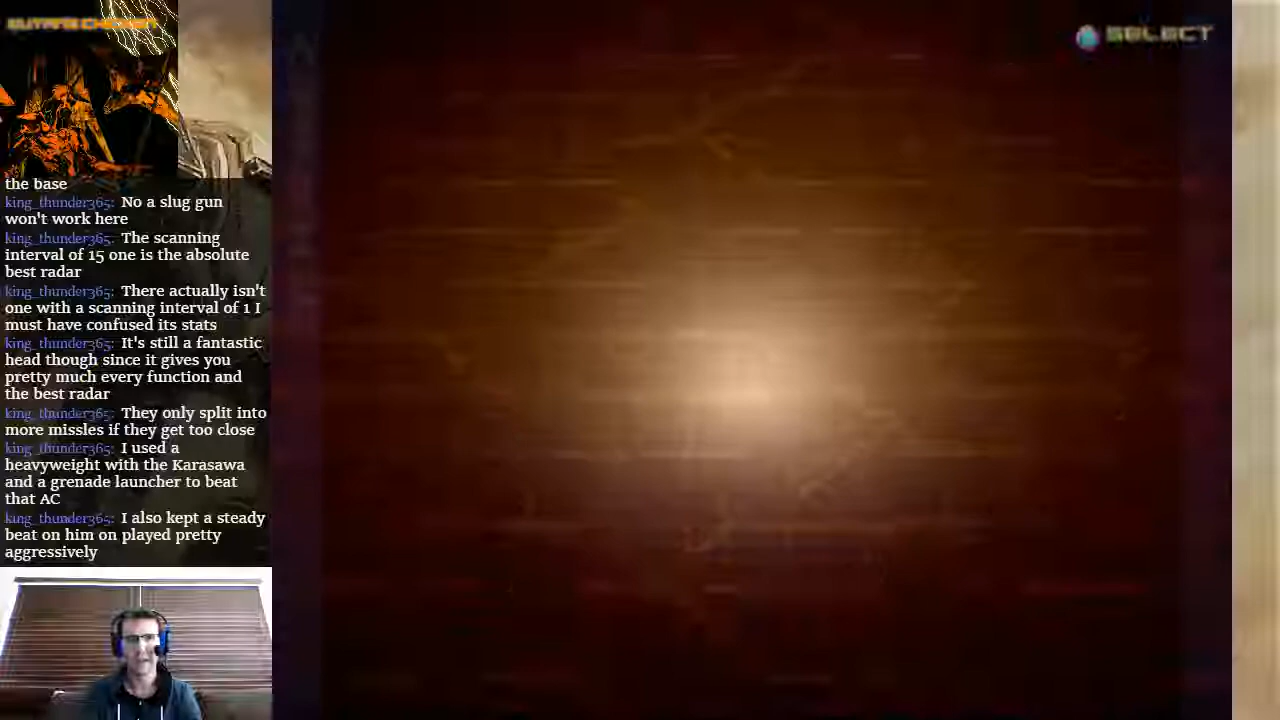 MUTANT CHICKEN
SELECT
the base
king_thunder365: No a slug gun
won't work here
king_thunder365: The scanning
interval of 15 one is the absolute
best radar
king_thunder365: There actually isn't
one with a scanning interval of 1 I
must have confused its stats
king_thunder365: It's still a fantastic
head though since it gives you
pretty much every function and
the best radar
king_thunder365: They only split into
more missles if they get too close
king_thunder365: I used a
heavyweight with the Karasawa
and a grenade launcher to beat
that AC
king_thunder365: I also kept a steady
beat on him on played pretty
aggressively